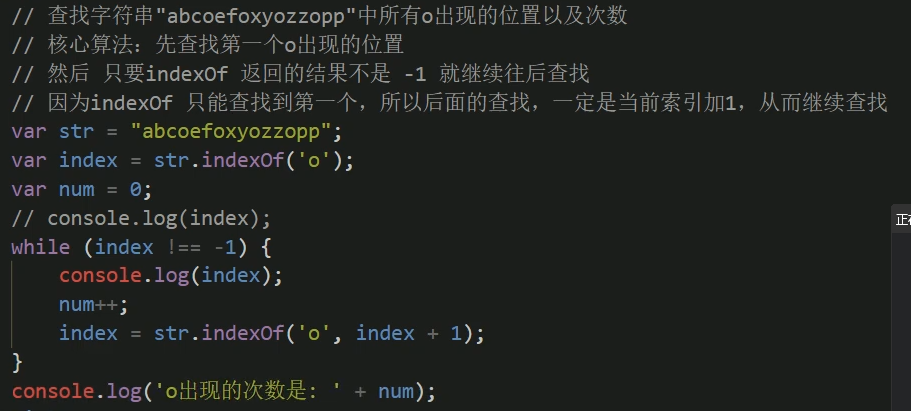 // 查找字符串"abcoefoxyozzopp"中所有o出现的位置以及次数
// 核心算法：先查找第一个o出现的位置
// 然后 只要indexOf 返回的结果不是 -1 就继续往后查找
// 因为indexOf 只能查找到第一个，所以后面的查找，一定是当前索引加1，从而继续查找
var str = "abcoefoxyozzopp";
var index = str.indexOf('o');
var num = 0;
// console.log(index);
while (index !== -1) {
    console.log(index);
    num++;
    index = str.indexOf('o', index + 1);
}
console.log('o出现的次数是: ' + num);